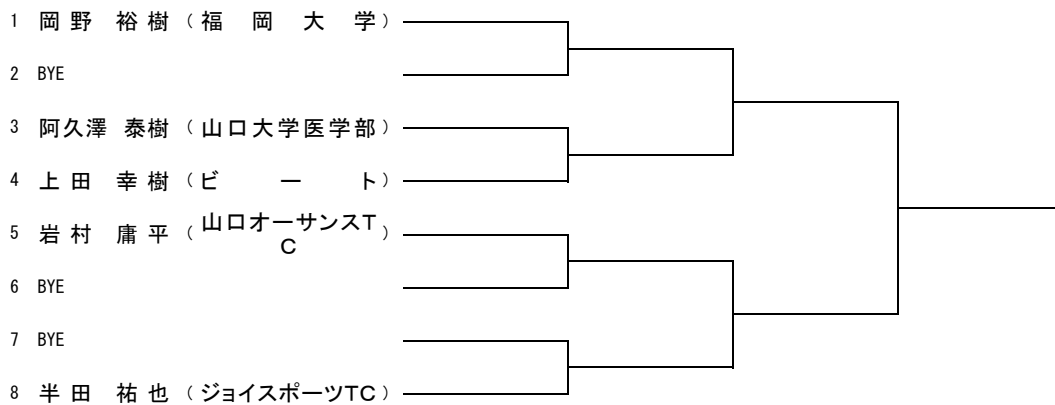 1 岡野 裕樹 (福岡大学)
2 BYE
3 阿久澤 泰樹 (山口大学医学部)
4 上田 幸樹 (ビート)
5 岩村 庸平 (山口オーサンスT
C)
6 BYE
7 BYE
8 半田 祐也 (ジョイスポーツTC)